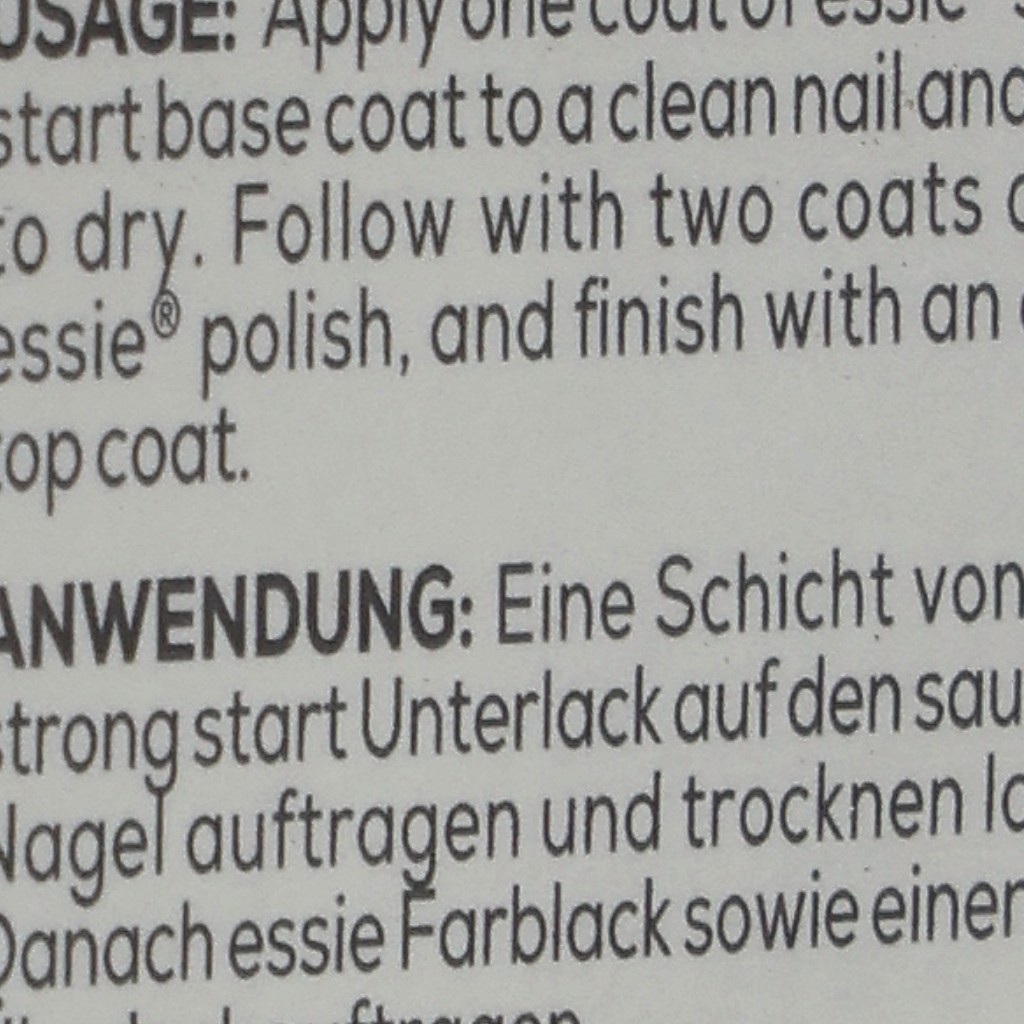 USAGE: Apply one coat of essie®
start base coat to a clean nail and
to dry. Follow with two coats
essie® polish, and finish with an
top coat.
ANWENDUNG: Eine Schicht von
strong start Unterlack auf den sau
Nagel auftragen und trocknen la
Danach essie Farblack sowie einen
auftragen